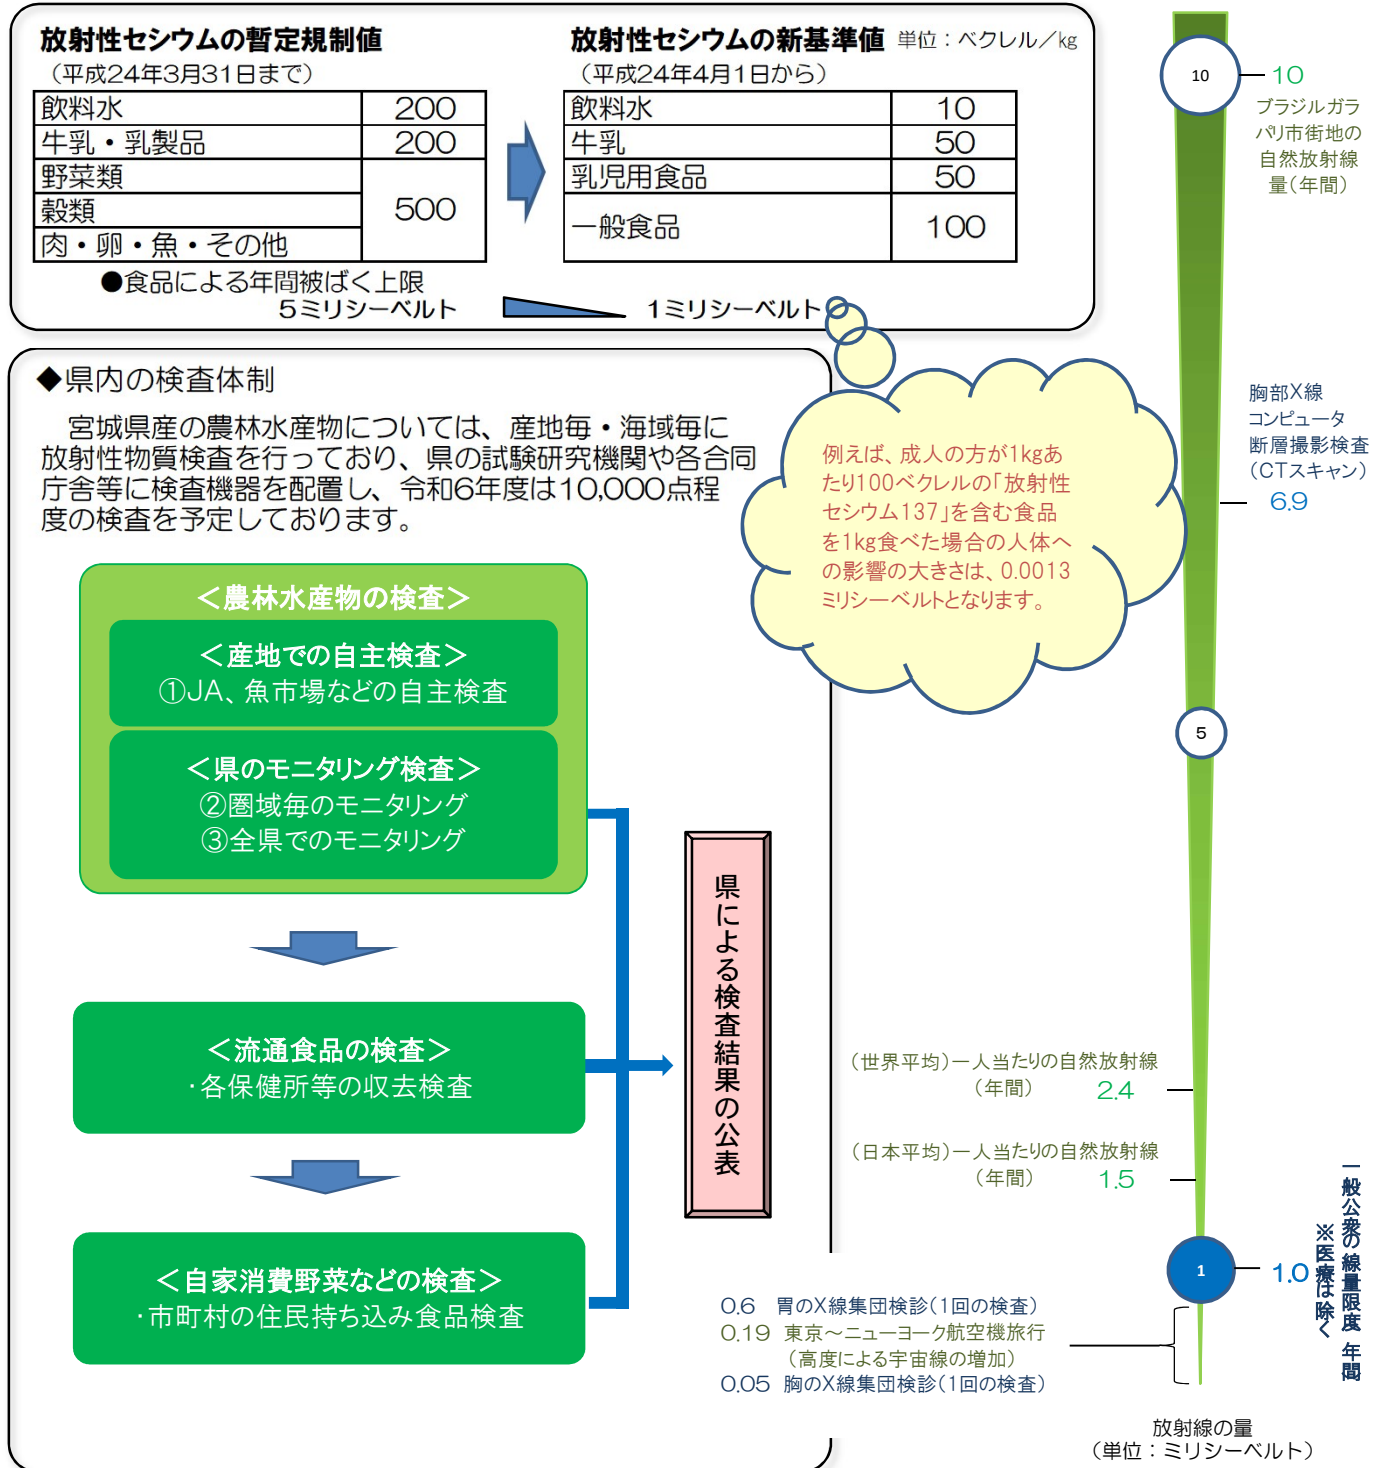 放射性セシウムの暫定規制値
（平成24年3月31日まで）
飲料水 200
牛乳・乳製品 200
野菜類
穀類 500
肉・卵・魚・その他
放射性セシウムの新基準値 単位：ベクレル／kg
（平成24年4月1日から）
飲料水 10
牛乳 50
乳児用食品 50
一般食品 100
●食品による年間被ばく上限
5ミリシーベルト 1ミリシーベルト
◆県内の検査体制
宮城県産の農林水産物については、産地毎・海域毎に
放射性物質検査を行っており、県の試験研究機関や各合同
庁舎等に検査機器を配置し、令和6年度は10,000点程
度の検査を予定しております。
＜農林水産物の検査＞
＜産地での自主検査＞
①JA、魚市場などの自主検査
＜県のモニタリング検査＞
②圏域毎のモニタリング
③全県でのモニタリング
＜流通食品の検査＞
・各保健所等の収去検査
＜自家消費野菜などの検査＞
・市町村の住民持ち込み食品検査
県による検査結果の公表
例えば、成人の方が1kgあ
たり100ベクレルの「放射性
セシウム137」を含む食品
を1kg食べた場合の人体へ
の影響の大きさは、0.0013
ミリシーベルトとなります。
10
10
ブラジルガラ
パリ市街地の
自然放射線
量（年間）
胸部X線
コンピュータ
断層撮影検査
（CTスキャン）
6.9
5
（世界平均）一人当たりの自然放射線
（年間） 2.4
（日本平均）一人当たりの自然放射線
（年間） 1.5
1
1.0
一般公衆の線量限度 年間
※医療は除く
0.6 胃のX線集団検診（1回の検査）
0.19 東京～ニューヨーク航空機旅行
（高度による宇宙線の増加）
0.05 胸のX線集団検診（1回の検査）
放射線の量
（単位：ミリシーベルト）